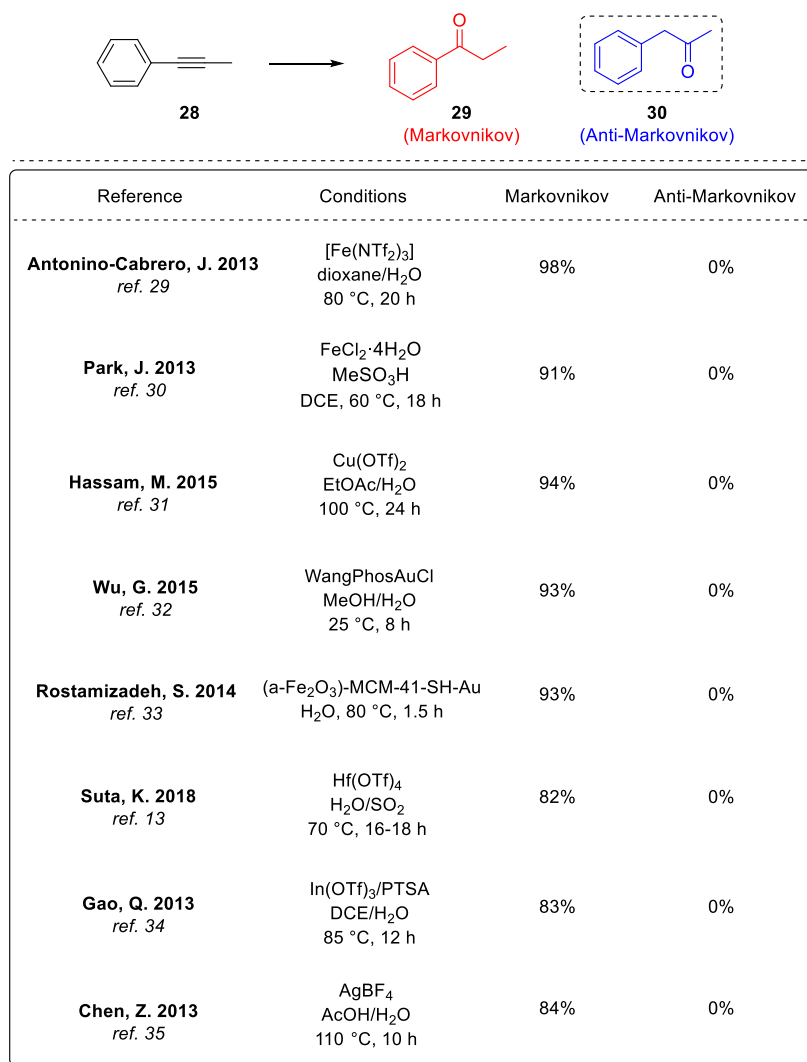 O
O
28
29
30
(Markovnikov)
(Anti-Markovnikov)
Reference Conditions Markovnikov Anti-Markovnikov
Antonino-Cabrero, J. 2013
ref. 29
[Fe(NTf₂)₃]
dioxane/H₂O
80 °C, 20 h
98%
0%
Park, J. 2013
ref. 30
FeCl₂·4H₂O
MeSO₃H
DCE, 60 °C, 18 h
91%
0%
Hassam, M. 2015
ref. 31
Cu(OTf)₂
EtOAc/H₂O
100 °C, 24 h
94%
0%
Wu, G. 2015
ref. 32
WangPhosAuCl
MeOH/H₂O
25 °C, 8 h
93%
0%
Rostamizadeh, S. 2014
ref. 33
(a-Fe₂O₃)-MCM-41-SH-Au
H₂O, 80 °C, 1.5 h
93%
0%
Suta, K. 2018
ref. 13
Hf(OTf)₄
H₂O/SO₂
70 °C, 16-18 h
82%
0%
Gao, Q. 2013
ref. 34
In(OTf)₃/PTSA
DCE/H₂O
85 °C, 12 h
83%
0%
Chen, Z. 2013
ref. 35
AgBF₄
AcOH/H₂O
110 °C, 10 h
84%
0%